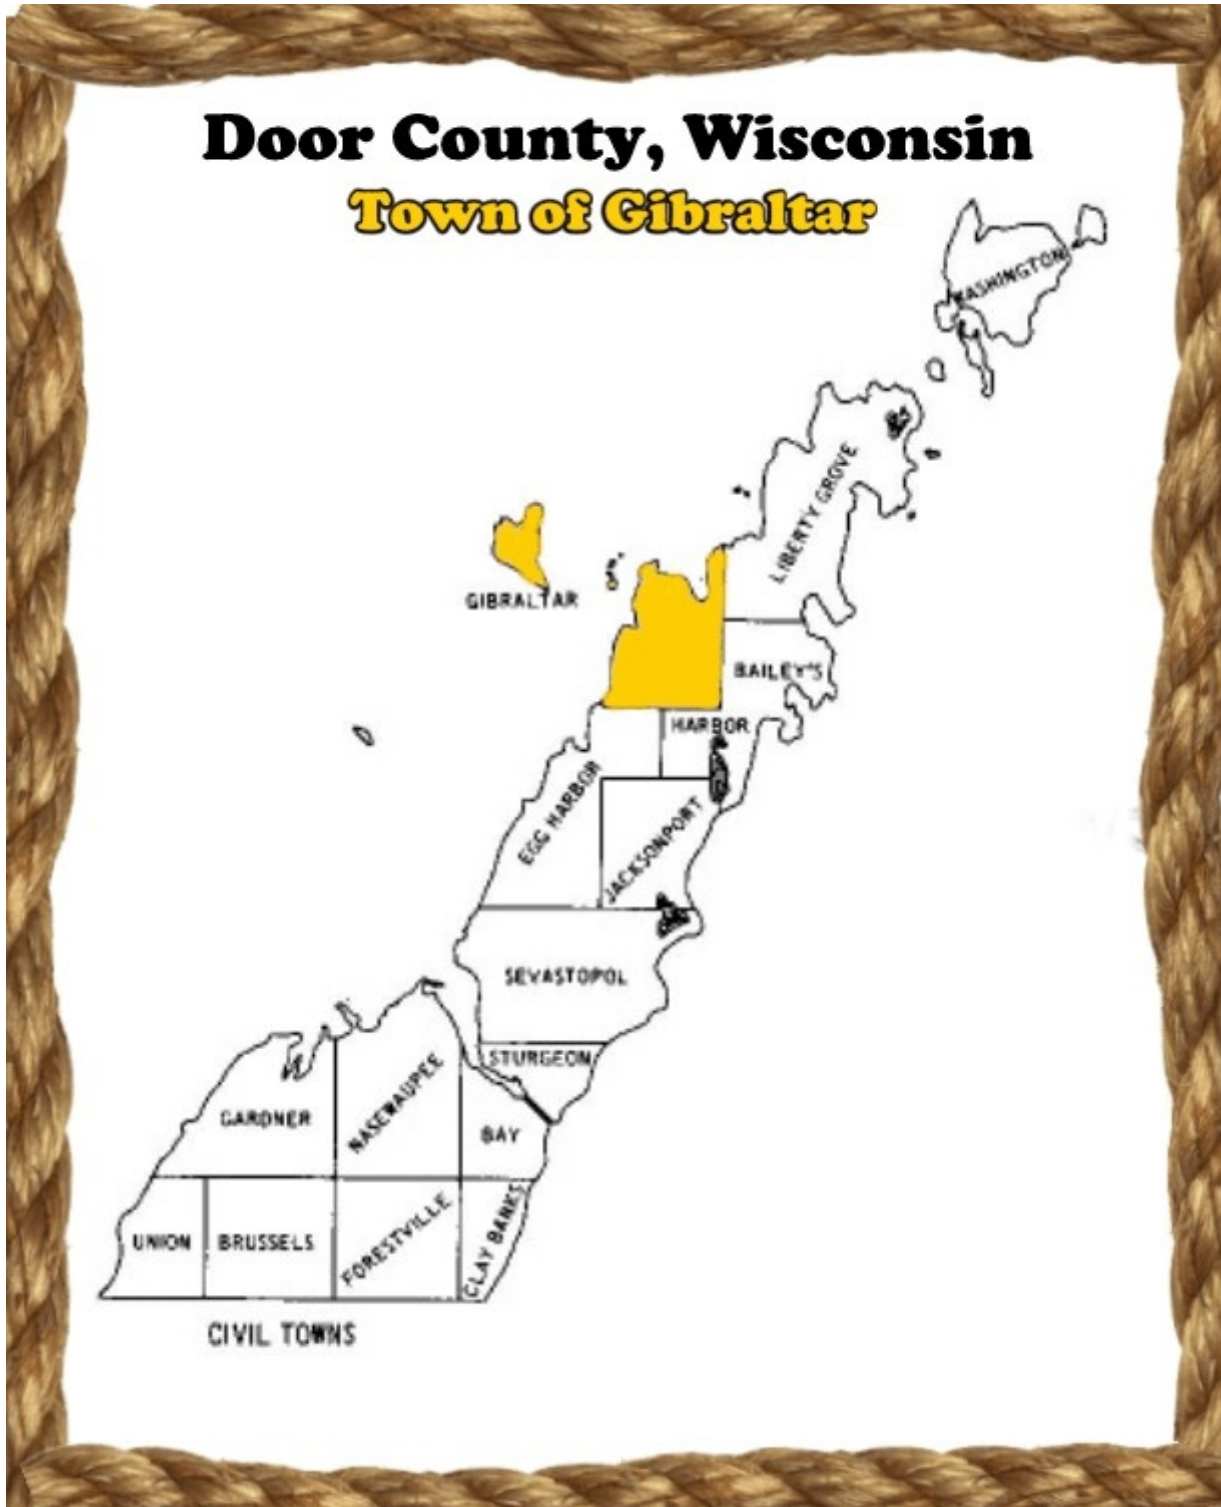 Door County, Wisconsin
Town of Gibraltar
WASHINGTON
LIBERTY GROVE
GIBRALTAR
BAILEY'S
HARBOR
EGG HARBOR
JACKSONPORT
SEVASTOPOL
STURGEON
BAY
GARDNER
NASEWAUPEE
UNION
BRUSSELS
FORESTVILLE
CLAY BANKS
CIVIL TOWNS